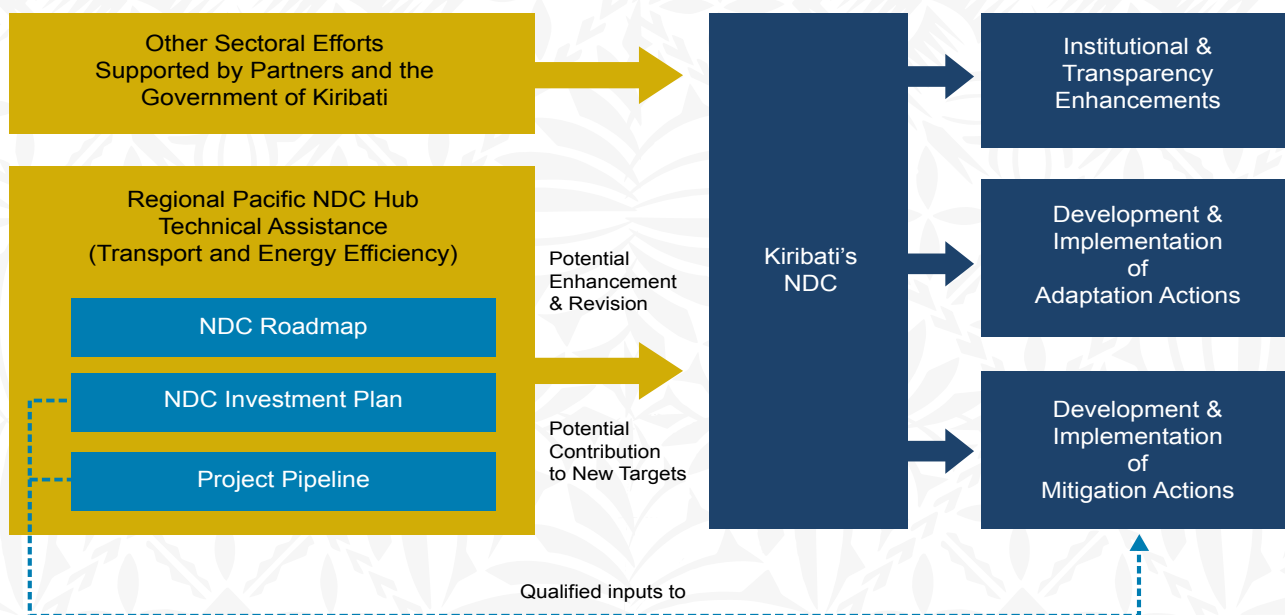 Other Sectoral Efforts
Supported by Partners and the
Government of Kiribati
Regional Pacific NDC Hub
Technical Assistance
(Transport and Energy Efficiency)
NDC Roadmap
NDC Investment Plan
Project Pipeline
Potential
Enhancement
& Revision
Potential
Contribution
to New Targets
Kiribati’s
NDC
Institutional &
Transparency
Enhancements
Development &
Implementation
of
Adaptation Actions
Development &
Implementation
of
Mitigation Actions
Qualified inputs to